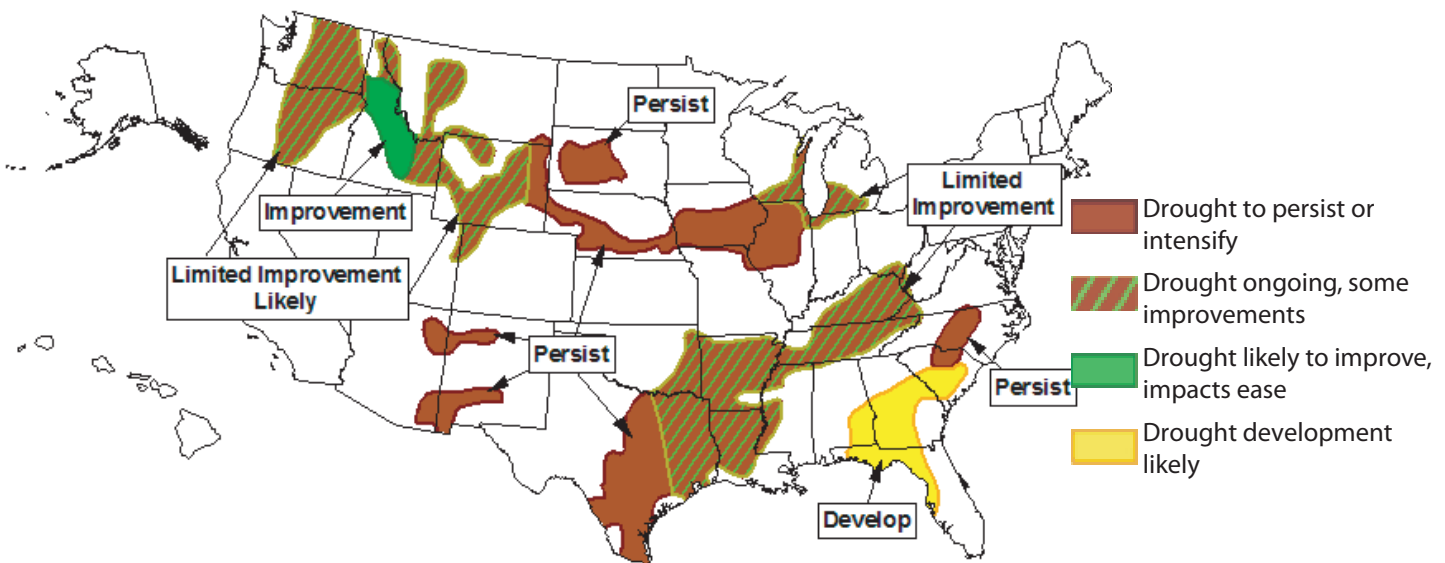 Persist
Limited
Improvement
Improvement
Limited Improvement
Likely
Persist
Persist
Develop
Drought to persist or
intensify
Drought ongoing, some
improvements
Drought likely to improve,
impacts ease
Drought development
likely